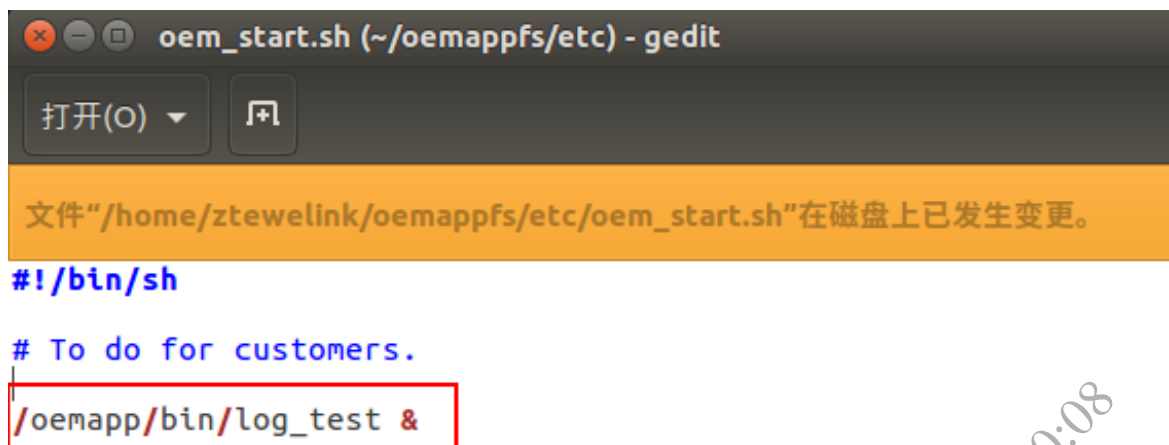 oem_start.sh (~/oemappfs/etc) - gedit
打开(O)
文件“/home/ztewelink/oemappfs/etc/oem_start.sh”在磁盘上已发生变更。
#!/bin/sh
# To do for customers.
/oemapp/bin/log_test &